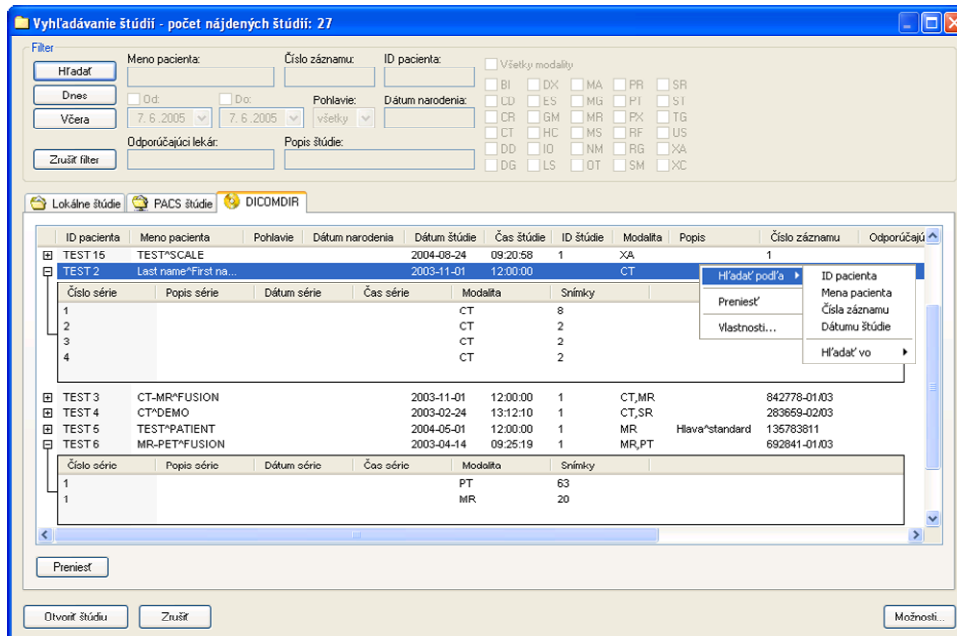 Vyhľadávanie štúdií - počet nájdených štúdií: 27
Filter
Hľadať
Dnes
Včera
Zrušiť filter
Meno pacienta: Číslo záznamu: ID pacienta:
Od: Do: Pohlavie: Dátum narodenia:
7. 6.2005 7. 6.2005 všetky
Odporúčajúci lekár: Popis štúdie:
Všetky modality
BI DX MA PR SR
CD ES MG PT ST
CR GM MR PX TG
CT HC MS RF US
DD IO NM RG XA
DG LS OT SM XC
Lokálne štúdie PACS štúdie DICOMDIR
ID pacienta Meno pacienta Pohlavie Dátum narodenia Dátum štúdie Čas štúdie ID štúdie Modalita Popis Číslo záznamu Odporúčajú
TEST 15 TEST^SCALE 2004-08-24 09:20:58 1 XA 1
TEST 2 Last name^First na... 2003-11-01 12:00:00 CT
Číslo série Popis série Dátum série Čas série Modalita Snímky
1 CT 8
2 CT 2
3 CT 2
4 CT 2
Hľadať podľa
Preniesť
Vlastnosti...
ID pacienta
Mena pacienta
Čísla záznamu
Dátumu štúdie
Hľadať vo
TEST 3 CT-MR^FUSION 2003-11-01 12:00:00 1 CT,MR 842778-01/03
TEST 4 CT^DEMO 2003-02-24 13:12:10 1 CT,SR 283659-02/03
TEST 5 TEST^PATIENT 2004-05-01 12:00:00 1 MR Hlava^standard 135783811
TEST 6 MR-PET^FUSION 2003-04-14 09:25:19 1 MR,PT 692841-01/03
Číslo série Popis série Dátum série Čas série Modalita Snímky
1 PT 63
1 MR 20
Preniesť
Otvoriť štúdiu Zrušiť Možnosti...